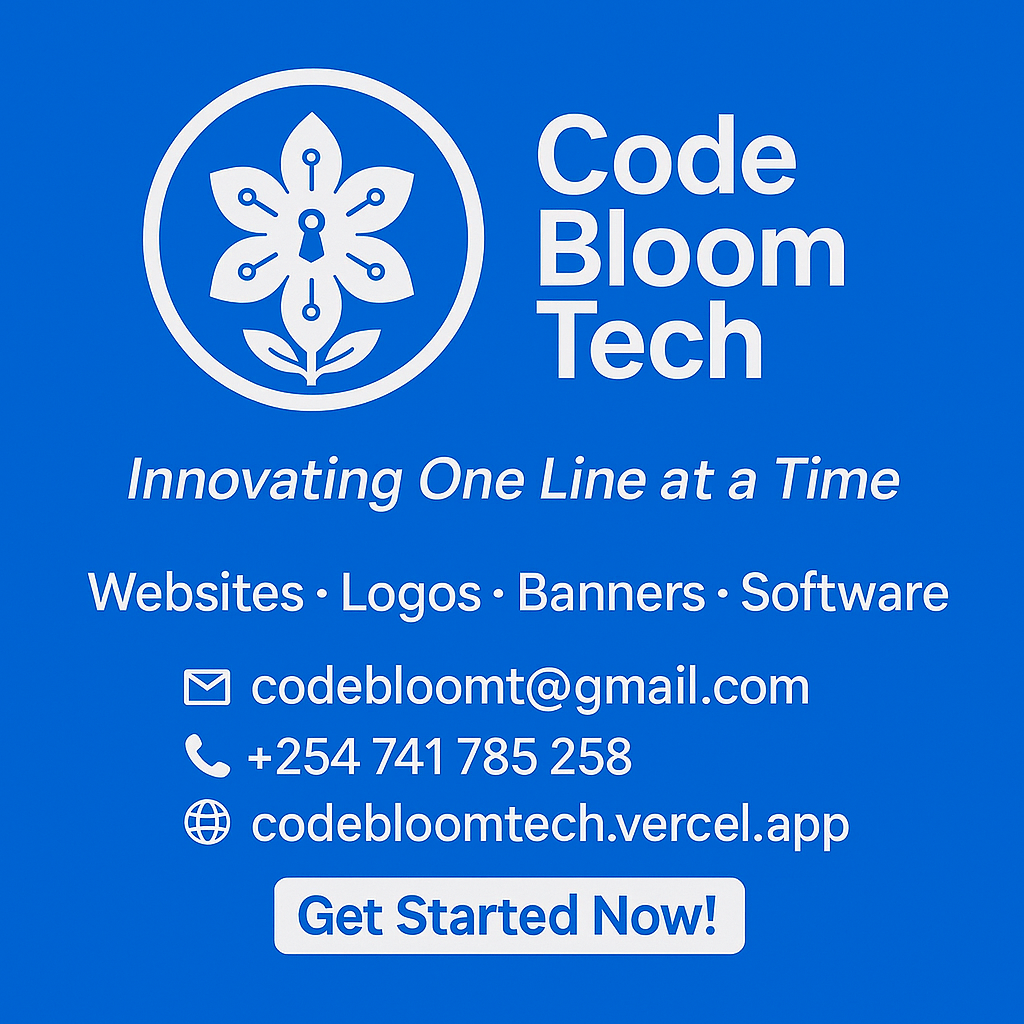 Code
Bloom
Tech
Innovating One Line at a Time
Websites · Logos · Banners · Software
codebloomt@gmail.com
+254 741 785 258
codebloomtech.vercel.app
Get Started Now!